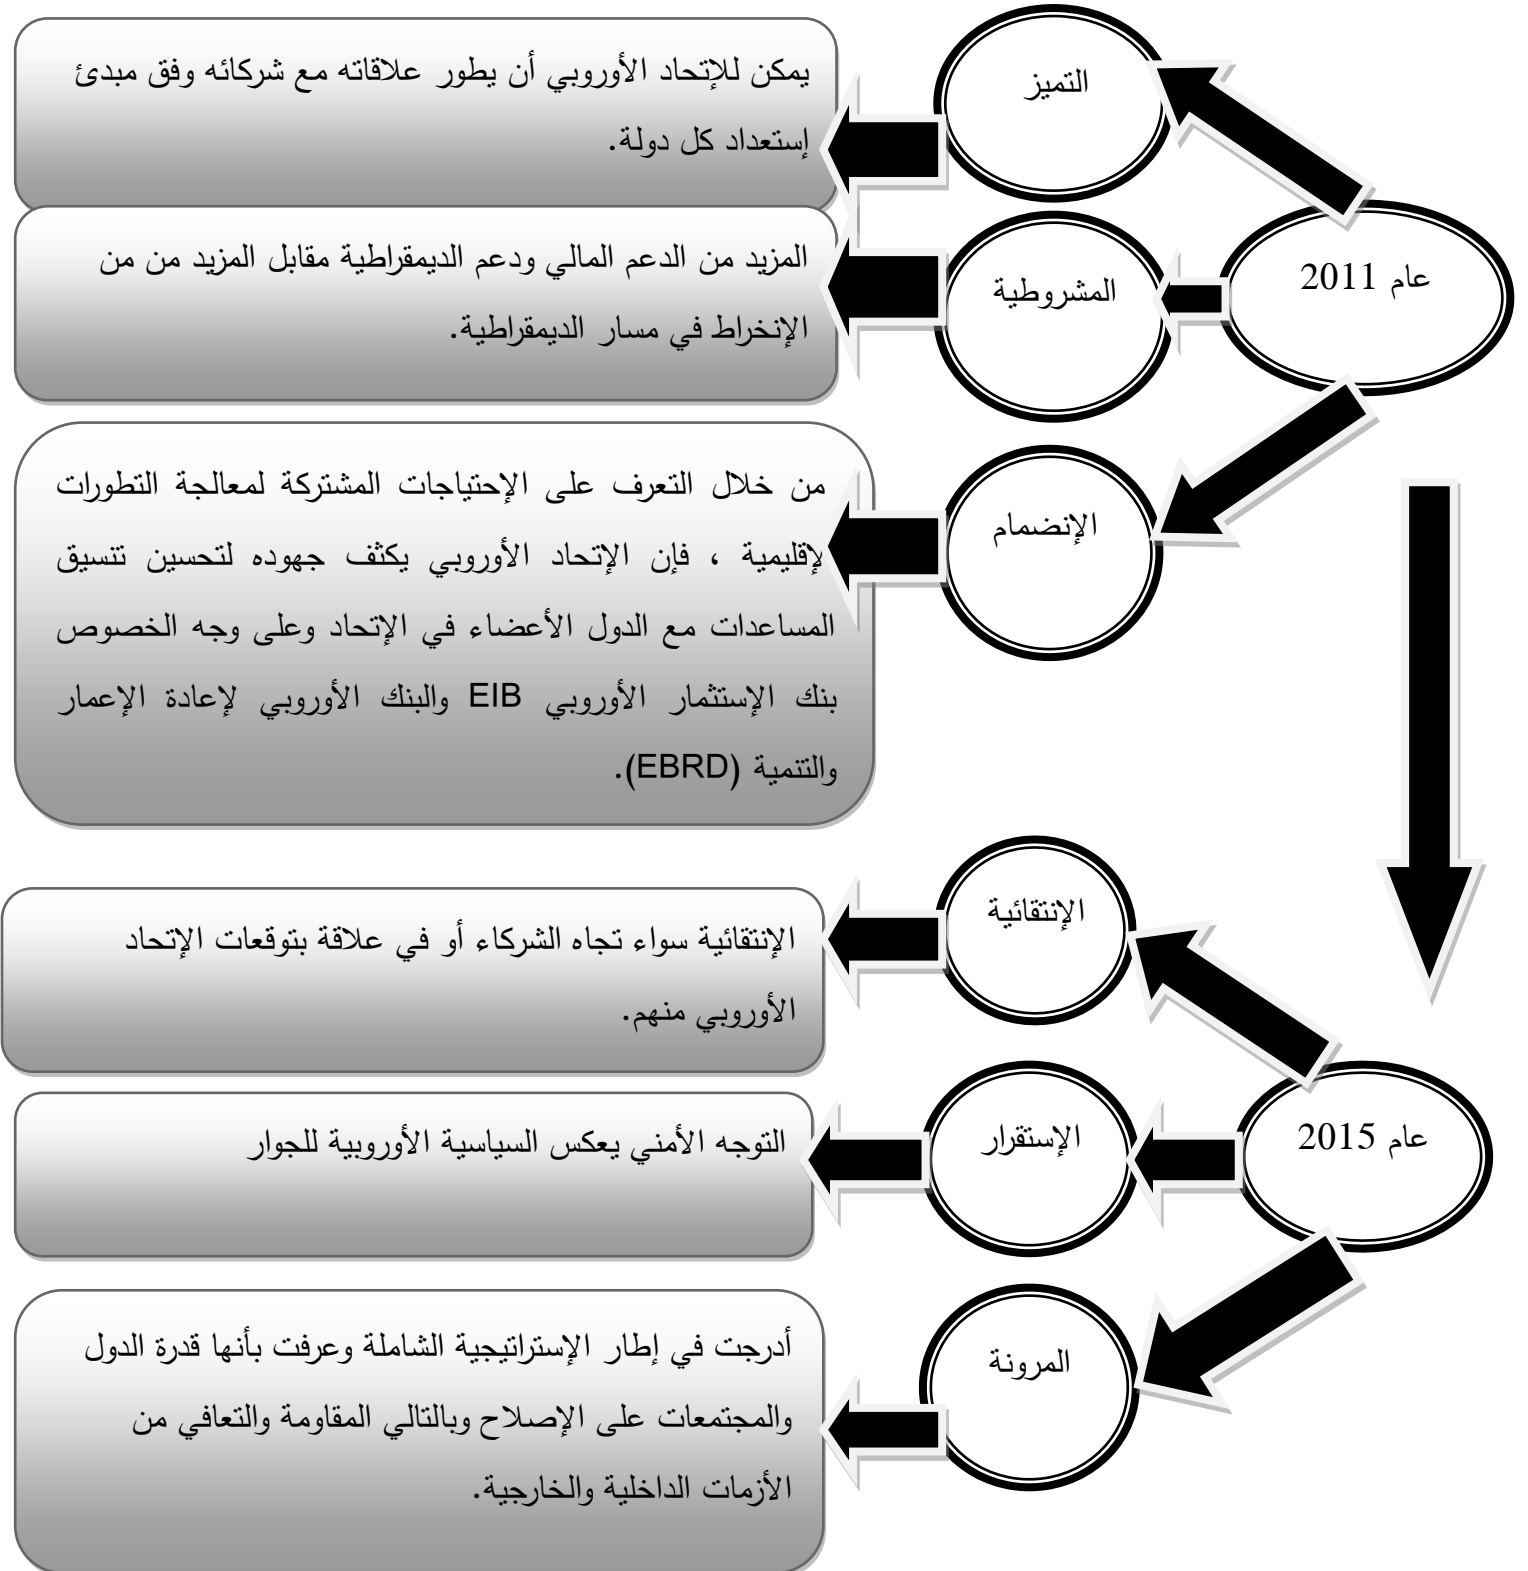 عام 2011
التميز
يمكن للإتحاد الأوروبي أن يطور علاقاته مع شركائه وفق مبدئ
إستعداد كل دولة.
المشروطية
المزيد من الدعم المالي ودعم الديمقراطية مقابل المزيد من من
الإنخراط في مسار الديمقراطية.
الإنضمام
من خلال التعرف على الإحتياجات المشتركة لمعالجة التطورات
لإقليمية ، فإن الإتحاد الأوروبي يكثف جهوده لتحسين تنسيق
المساعدات مع الدول الأعضاء في الإتحاد وعلى وجه الخصوص
بنك الإستثمار الأوروبي EIB والبنك الأوروبي لإعادة الإعمار
والتنمية (EBRD).
عام 2015
الإنتقائية
الإنتقائية سواء تجاه الشركاء أو في علاقة بتوقعات الإتحاد
الأوروبي منهم.
الإستقرار
التوجه الأمني يعكس السياسية الأوروبية للجوار
المرونة
أدرجت في إطار الإستراتيجية الشاملة وعرفت بأنها قدرة الدول
والمجتمعات على الإصلاح وبالتالي المقاومة والتعافي من
الأزمات الداخلية والخارجية.